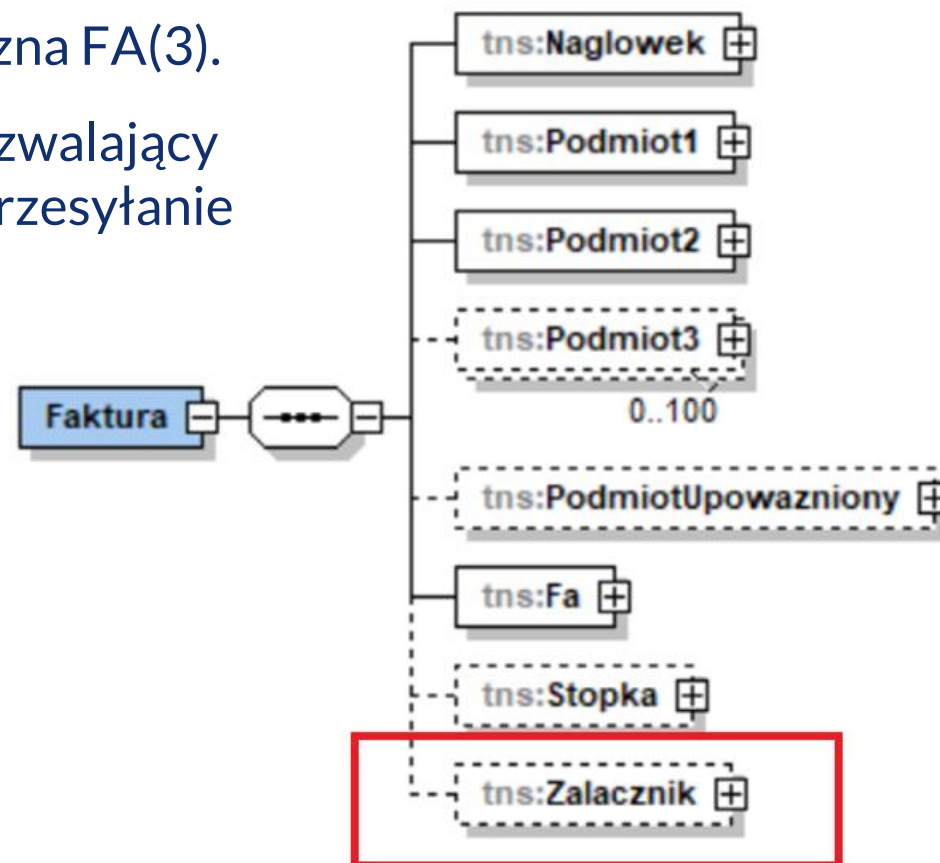 zna FA(3).
zwalający
rzesyłanie
tns:Naglowek
tns:Podmiot1
tns:Podmiot2
tns:Podmiot3
0..100
Faktura
tns:PodmiotUpowazniony
tns:Fa
tns:Stopka
tns:Zalacznik